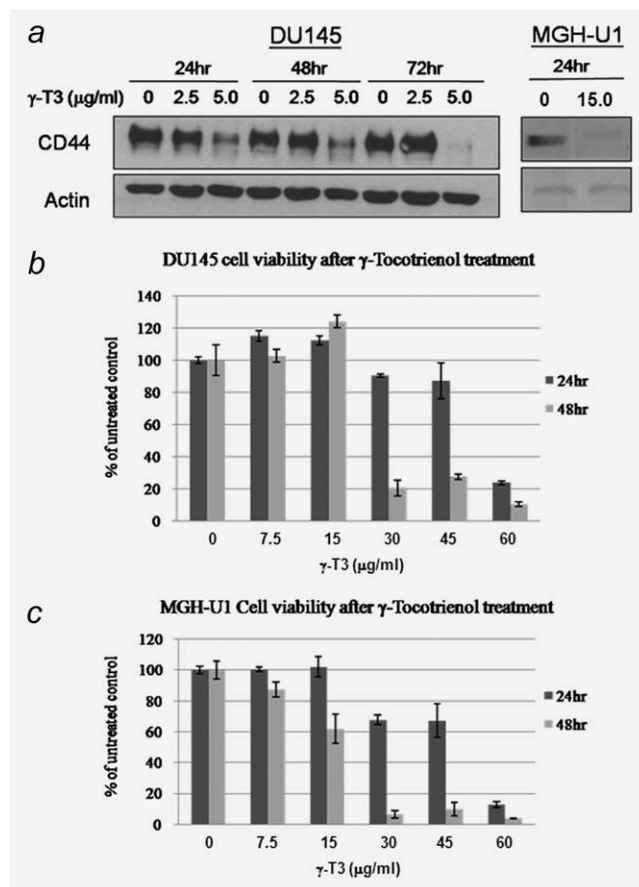 a
DU145
MGH-U1
24hr 48hr 72hr
24hr
γ-T3 (μg/ml) 0 2.5 5.0 0 2.5 5.0 0 2.5 5.0
0 15.0
CD44
Actin
b
DU145 cell viability after γ-Tocotrienol treatment
% of untreated control
140
120
100
80
60
40
20
0
0 7.5 15 30 45 60
γ-T3 (μg/ml)
24hr
48hr
c
MGH-U1 Cell viability after γ-Tocotrienol treatment
% of untreated control
120
100
80
60
40
20
0
0 7.5 15 30 45 60
γ-T3 (μg/ml)
24hr
48hr